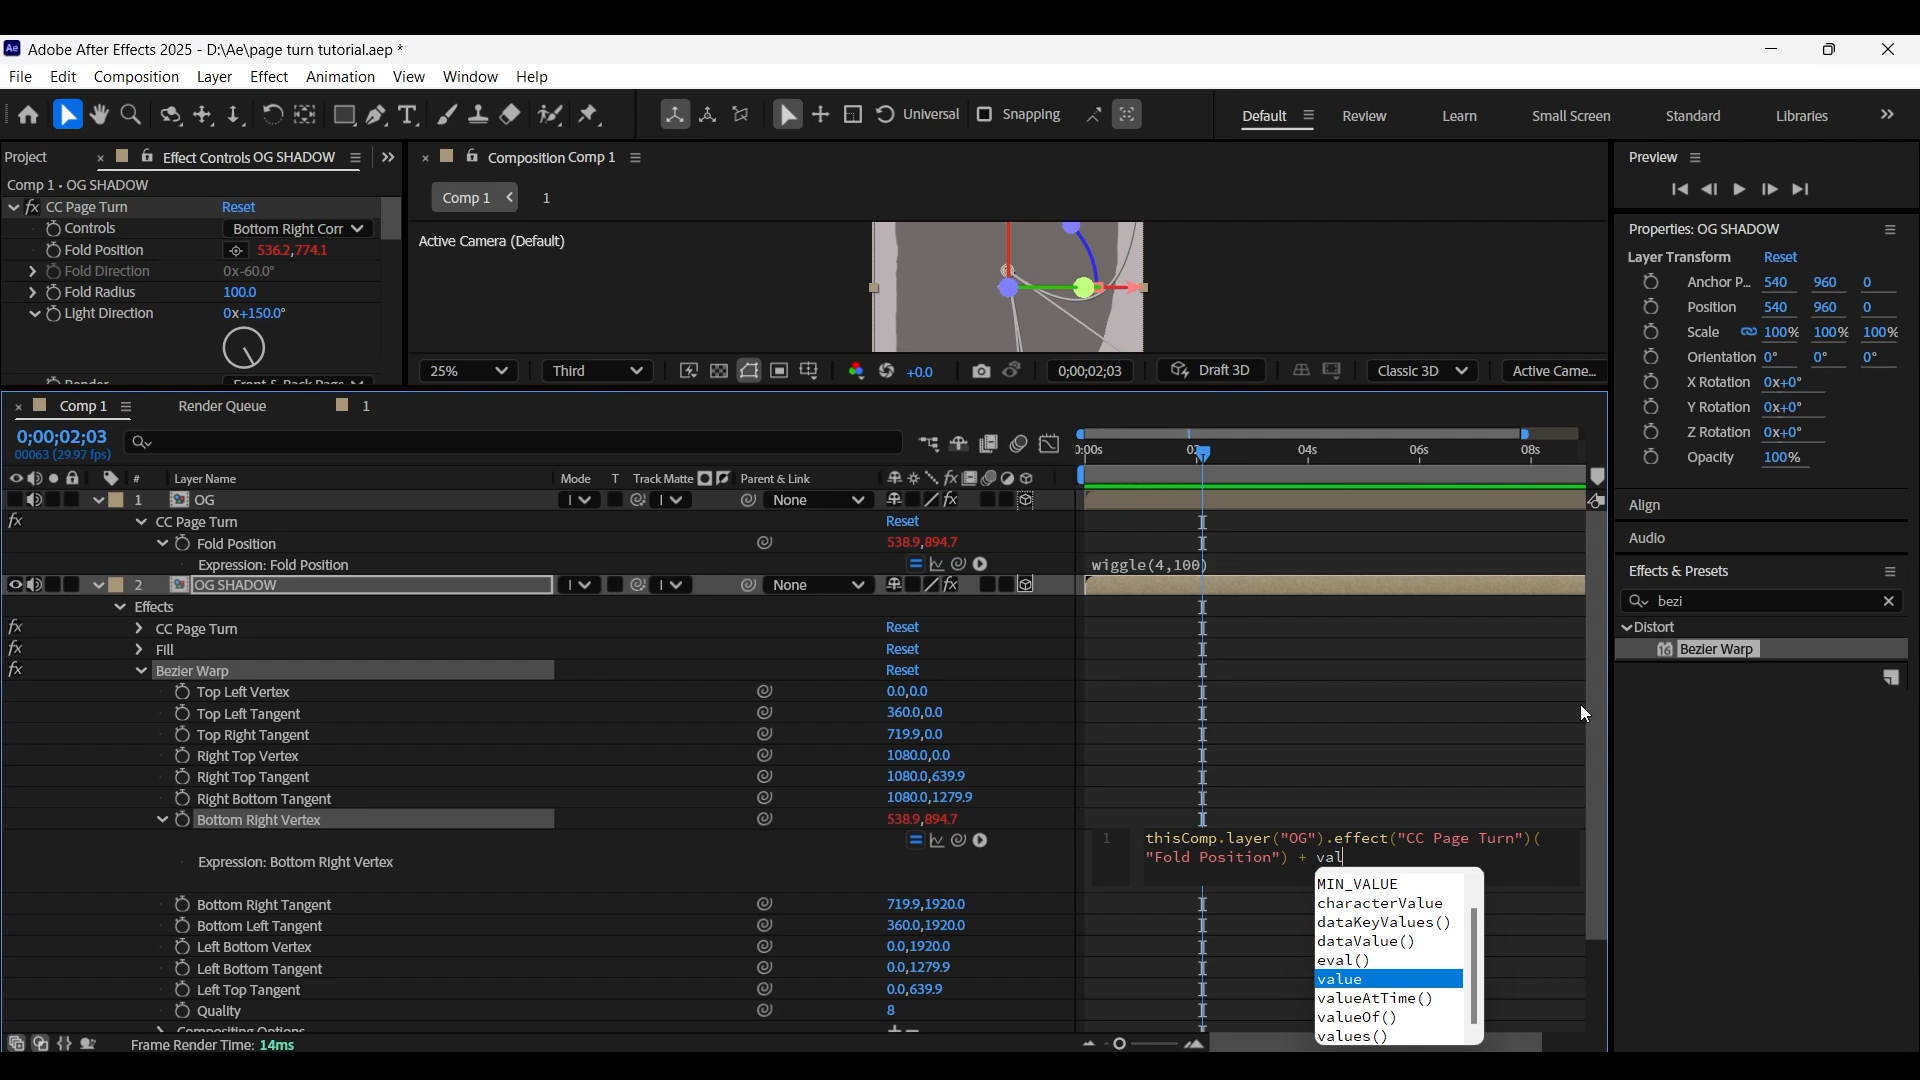 Adobe After Effects 2025 - D:\Ae\page turn tutorial.aep *
File Edit Composition Layer Effect Animation View Window Help
Universal Snapping Default Review Learn Small Screen Standard Libraries
Project Effect Controls OG SHADOW
Comp 1 • OG SHADOW
CC Page Turn Reset
Controls Bottom Right Corr
Fold Position 536.2,774.1
Fold Direction 0x-60.0°
Fold Radius 100.0
Light Direction 0x+150.0°
Composition Comp 1
Comp 1 1
Active Camera (Default)
25% Third +0.0 0;00;02;03 Draft 3D Classic 3D Active Came...
Preview
Properties: OG SHADOW
Layer Transform Reset
Anchor P... 540 960 0
Position 540 960 0
Scale 100% 100% 100%
Orientation 0° 0° 0°
X Rotation 0x+0°
Y Rotation 0x+0°
Z Rotation 0x+0°
Opacity 100%
Align
Audio
Effects & Presets
bezi
Distort
Bezier Warp
Comp 1 Render Queue 1
0;00;02;03
00063 (29.97 fps)
# Layer Name Mode T Track Matte Parent & Link
04s 06s 08s
1 OG None
CC Page Turn Reset
Fold Position 538.9,894.7
Expression: Fold Position wiggle(4,100)
2 OG SHADOW None
Effects
CC Page Turn Reset
Fill Reset
Bezier Warp Reset
Top Left Vertex 0.0,0.0
Top Left Tangent 360.0,0.0
Top Right Tangent 719.9,0.0
Right Top Vertex 1080.0,0.0
Right Top Tangent 1080.0,639.9
Right Bottom Tangent 1080.0,1279.9
Bottom Right Vertex 538.9,894.7
Expression: Bottom Right Vertex
1 thisComp.layer("OG").effect("CC Page Turn")(
"Fold Position") + val
MIN_VALUE
characterValue
dataKeyValues()
dataValue()
eval()
value
valueAtTime()
valueOf()
values()
Bottom Right Tangent 719.9,1920.0
Bottom Left Tangent 360.0,1920.0
Left Bottom Vertex 0.0,1920.0
Left Bottom Tangent 0.0,1279.9
Left Top Tangent 0.0,639.9
Quality 8
Frame Render Time: 14ms